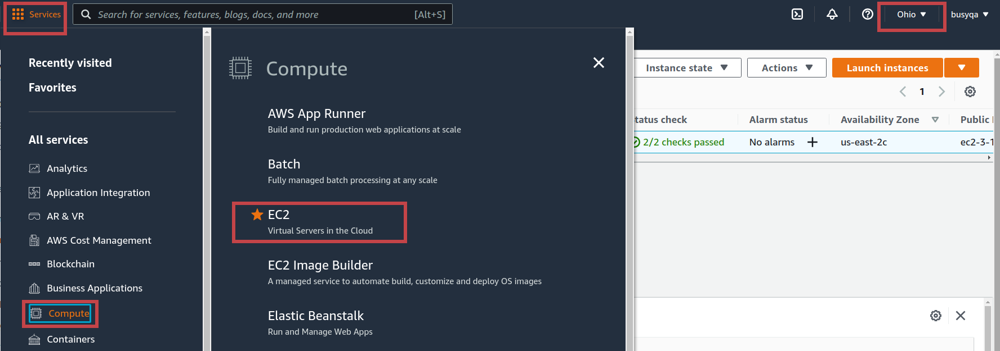 Services
Search for services, features, blogs, docs, and more [Alt+S]
Ohio
busyqa
Recently visited
Favorites
All services
Analytics
Application Integration
AR & VR
AWS Cost Management
Blockchain
Business Applications
Compute
Containers
Compute
AWS App Runner
Build and run production web applications at scale
Batch
Fully managed batch processing at any scale
EC2
Virtual Servers in the Cloud
EC2 Image Builder
A managed service to automate build, customize and deploy OS images
Elastic Beanstalk
Run and Manage Web Apps
Instance state
Actions
Launch instances
1
tatus check Alarm status Availability Zone Public
2/2 checks passed No alarms us-east-2c ec2-3-1